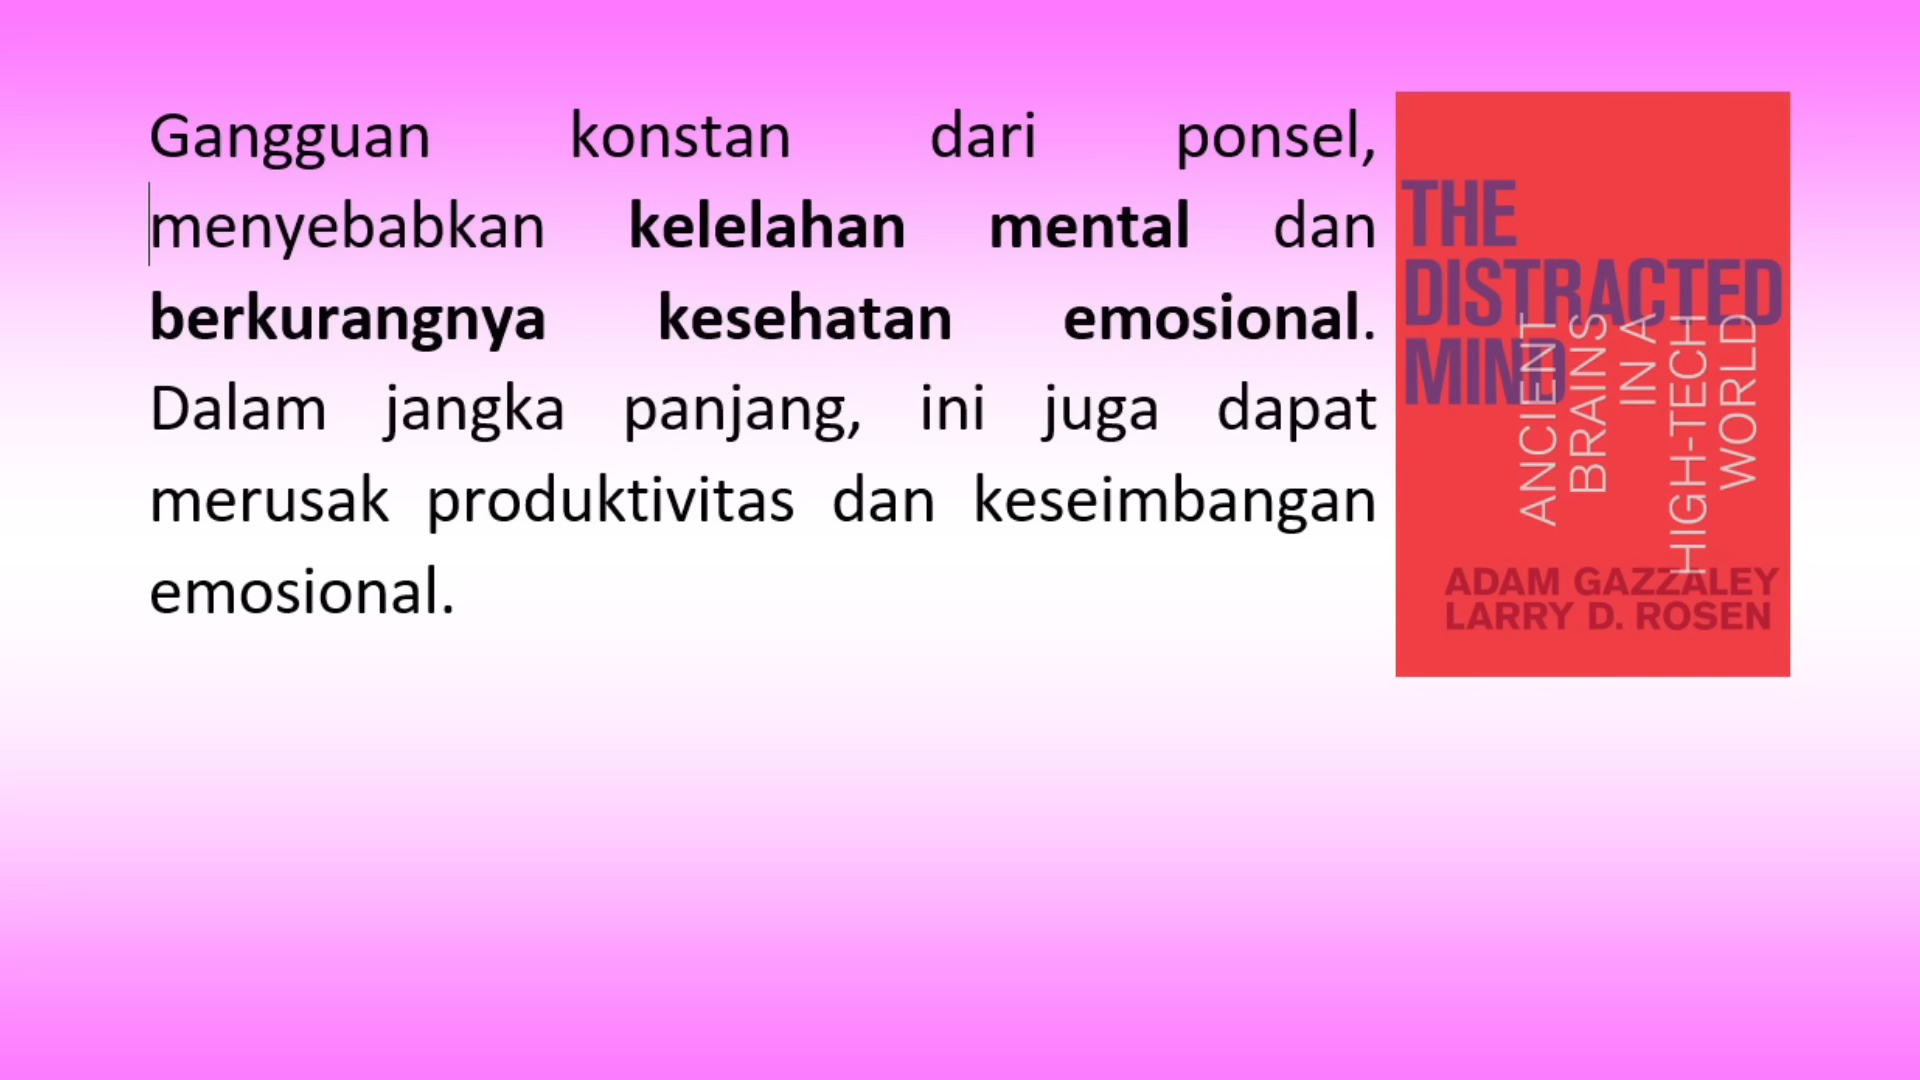 Gangguan konstan dari ponsel,
menyebabkan kelelahan mental dan
berkurangnya kesehatan emosional.
Dalam jangka panjang, ini juga dapat
merusak produktivitas dan keseimbangan
emosional.
THE
DISTRACTED
MIND
ANCIENT
BRAINS
IN A
HIGH-TECH
WORLD
ADAM GAZZALEY
LARRY D. ROSEN